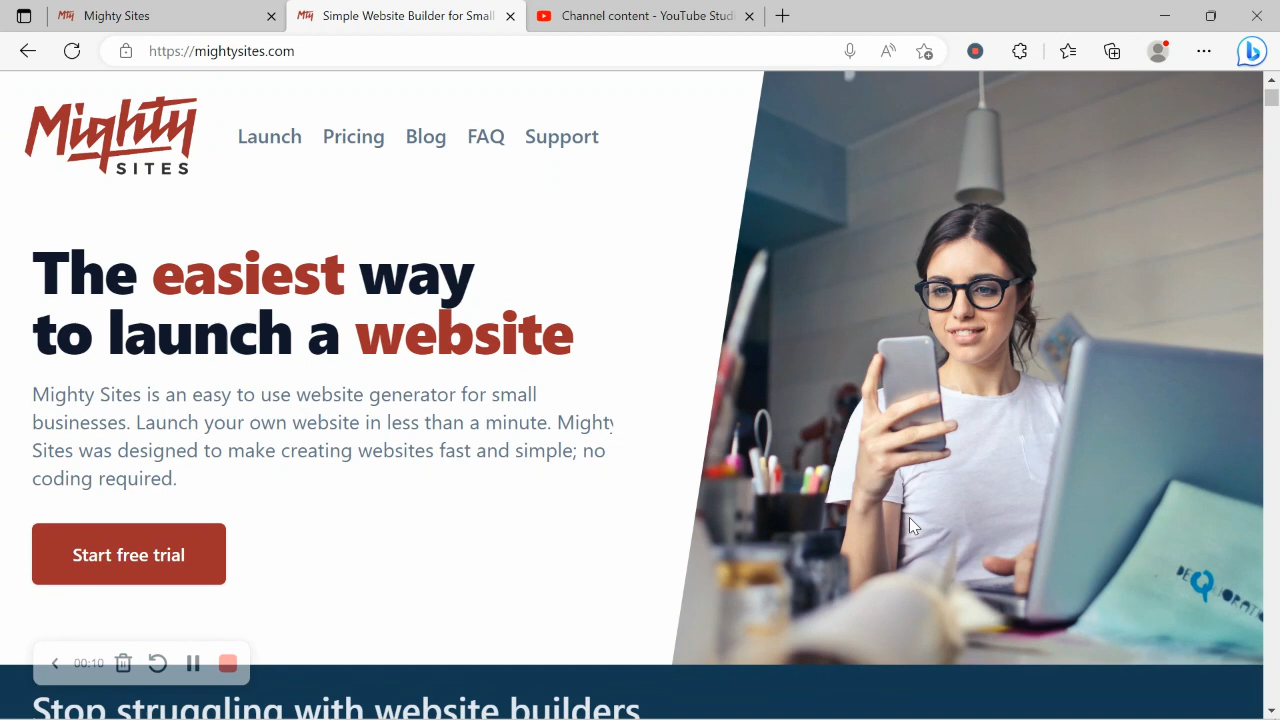 Mighty Sites
Simple Website Builder for Small
Channel content - YouTube Studi
https://mightysites.com
Mighty
SITES
Launch
Pricing
Blog
FAQ
Support
The easiest way
to launch a website
Mighty Sites is an easy to use website generator for small
businesses. Launch your own website in less than a minute. Mighty
Sites was designed to make creating websites fast and simple; no
coding required.
Start free trial
00:10
Stop struggling with website builders